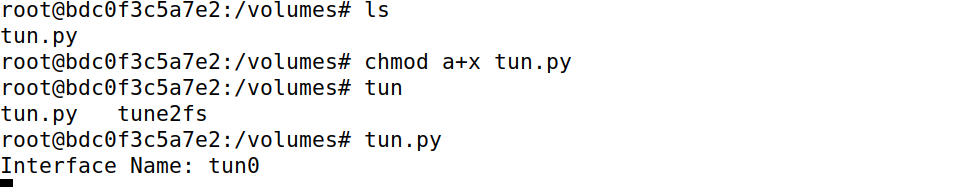 root@bdc0f3c5a7e2:/volumes# ls
tun.py
root@bdc0f3c5a7e2:/volumes# chmod a+x tun.py
root@bdc0f3c5a7e2:/volumes# tun
tun.py   tune2fs
root@bdc0f3c5a7e2:/volumes# tun.py
Interface Name: tun0